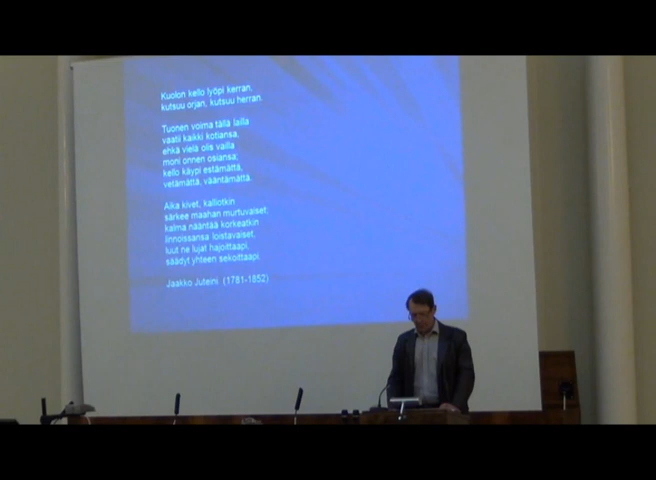 Kuolon kello lyöpi kerran,
kutsuu orjan, kutsuu herran.
Tuonen voima tällä lailla
vaatii kaikki kotiansa,
ehkä vielä olis vailla
moni onnen osiansa;
kello käypi estämättä,
vetämättä, vääntämättä.
Aika kivet, kalliotkin
särkee maahan murtuvaiset,
kalma nääntää korkeatkin
linnoissansa loistavaiset,
luut ne lujat hajoittaapi,
säädyt yhteen sekoittaapi.
Jaakko Juteini (1781-1852)